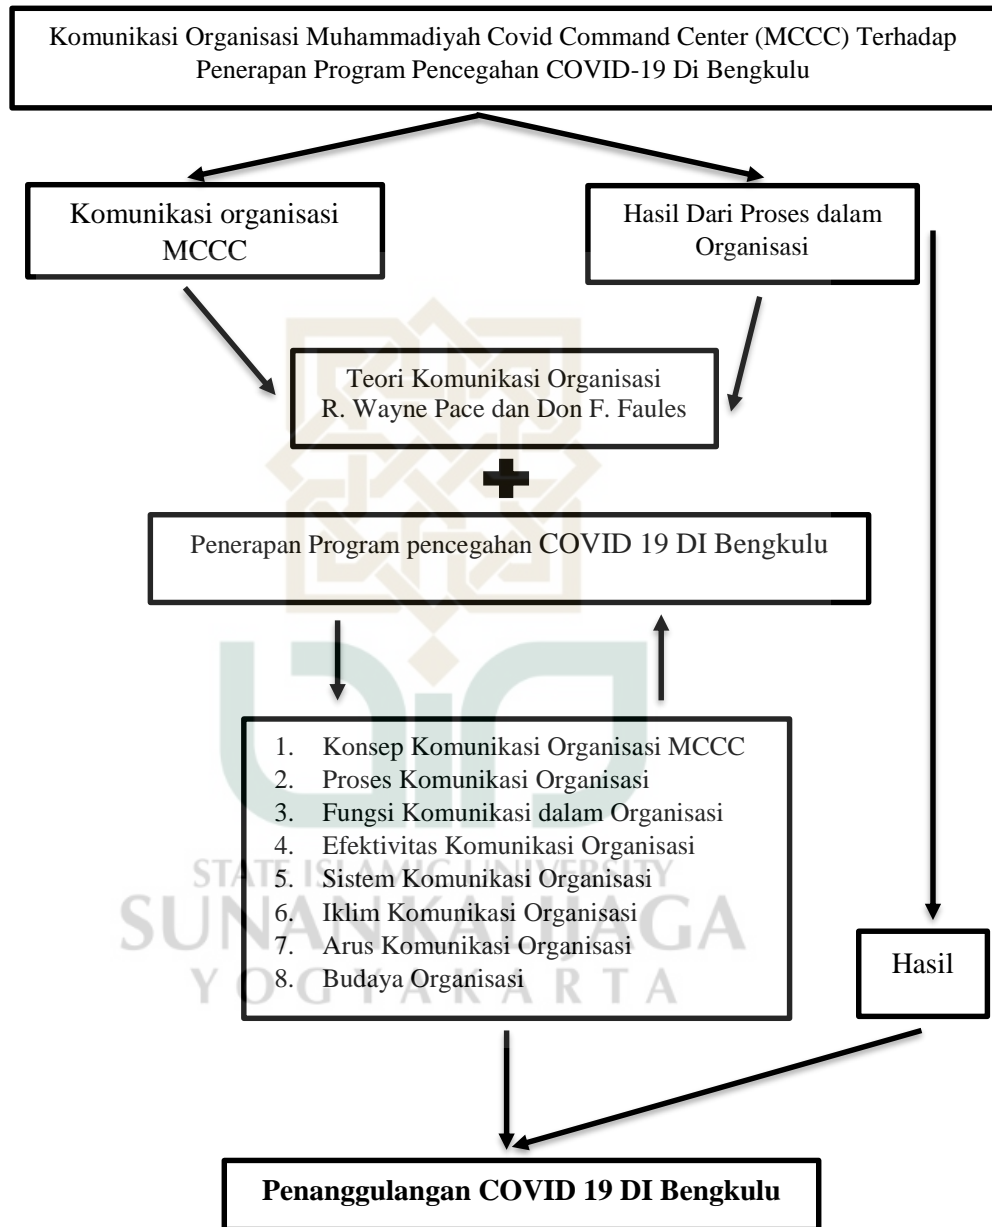 Komunikasi Organisasi Muhammadiyah Covid Command Center (MCCC) Terhadap
Penerapan Program Pencegahan COVID-19 Di Bengkulu
Komunikasi organisasi
MCCC
Hasil Dari Proses dalam
Organisasi
Teori Komunikasi Organisasi
R. Wayne Pace dan Don F. Faules
Penerapan Program pencegahan COVID 19 DI Bengkulu
1. Konsep Komunikasi Organisasi MCCC
2. Proses Komunikasi Organisasi
3. Fungsi Komunikasi dalam Organisasi
4. Efektivitas Komunikasi Organisasi
5. Sistem Komunikasi Organisasi
6. Iklim Komunikasi Organisasi
7. Arus Komunikasi Organisasi
8. Budaya Organisasi
STATE ISLAMIC UNIVERSITY
SUNAN KALIJAGA
YOGYAKARTA
Hasil
Penanggulangan COVID 19 DI Bengkulu